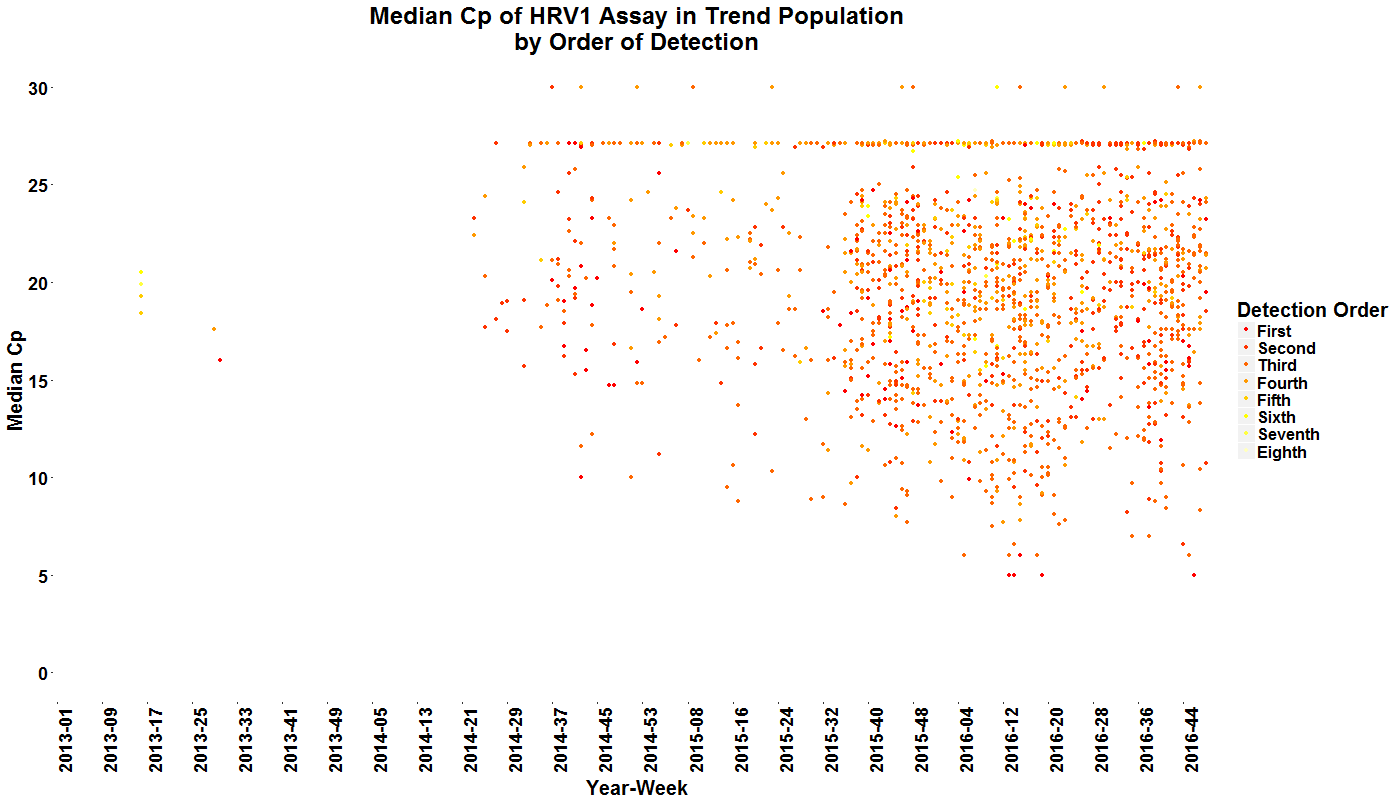 Median Cp of HRV1 Assay in Trend Population
by Order of Detection
30
25
20
15
10
5
0
Median Cp
2013-01
2013-09
2013-17
2013-25
2013-33
2013-41
2013-49
2014-05
2014-13
2014-21
2014-29
2014-37
2014-45
2014-53
2015-08
2015-16
2015-24
2015-32
2015-40
2015-48
2016-04
2016-12
2016-20
2016-28
2016-36
2016-44
Year-Week
Detection Order
First
Second
Third
Fourth
Fifth
Sixth
Seventh
Eighth